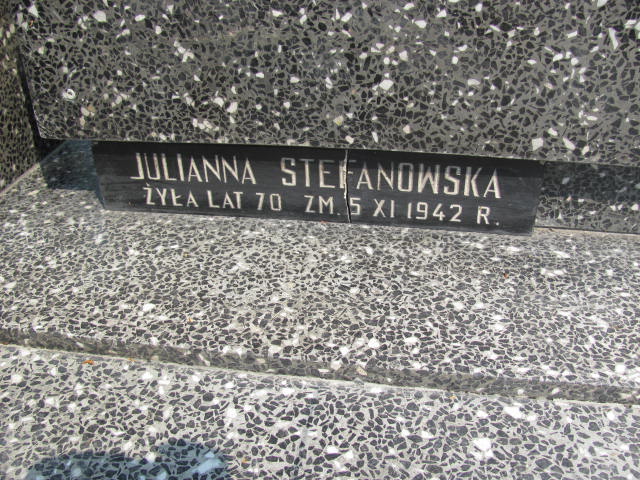 JULIANNA STEFANOWSKA
ŻYŁA LAT 70 ZM. 5 XI 1942 R.